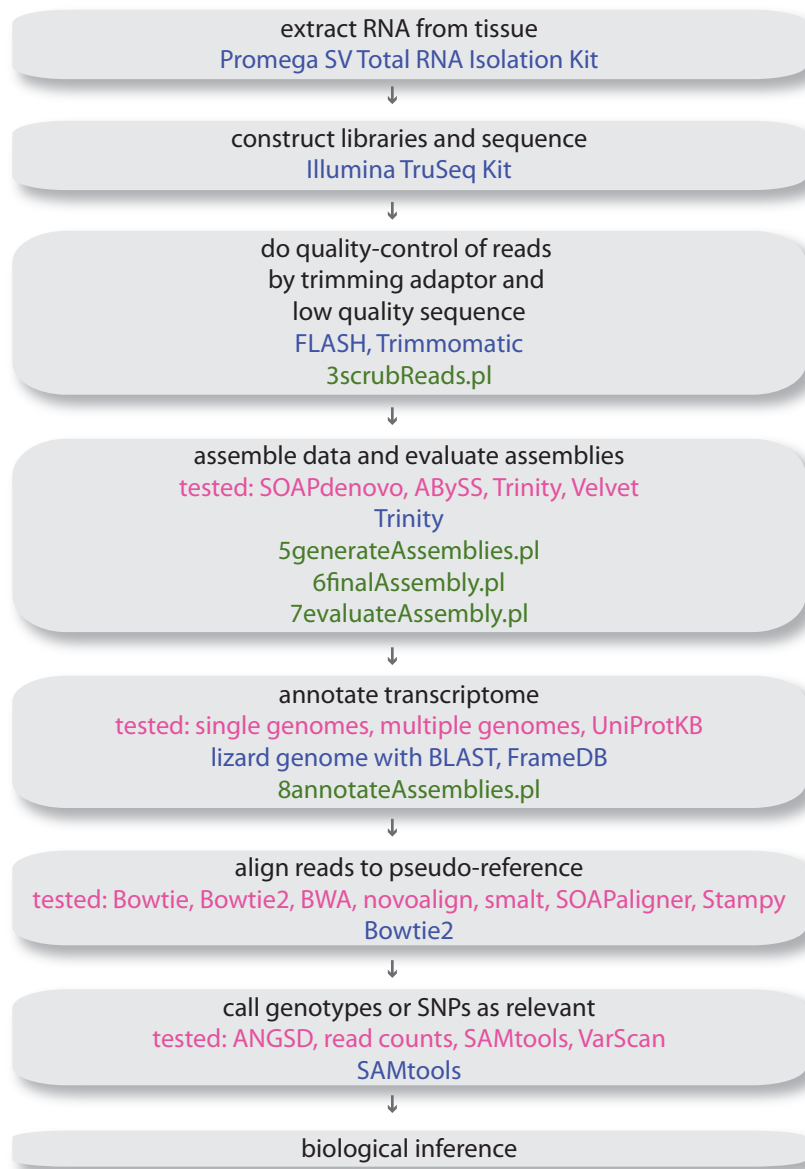 extract RNA from tissue
Promega SV Total RNA Isolation Kit
↓
construct libraries and sequence
Illumina TruSeq Kit
↓
do quality-control of reads
by trimming adaptor and
low quality sequence
FLASH, Trimmomatic
3scrubReads.pl
↓
assemble data and evaluate assemblies
tested: SOAPdenovo, ABySS, Trinity, Velvet
Trinity
5generateAssemblies.pl
6finalAssembly.pl
7evaluateAssembly.pl
↓
annotate transcriptome
tested: single genomes, multiple genomes, UniProtKB
lizard genome with BLAST, FrameDB
8annotateAssemblies.pl
↓
align reads to pseudo-reference
tested: Bowtie, Bowtie2, BWA, novoalign, smalt, SOAPaligner, Stampy
Bowtie2
↓
call genotypes or SNPs as relevant
tested: ANGSD, read counts, SAMtools, VarScan
SAMtools
↓
biological inference